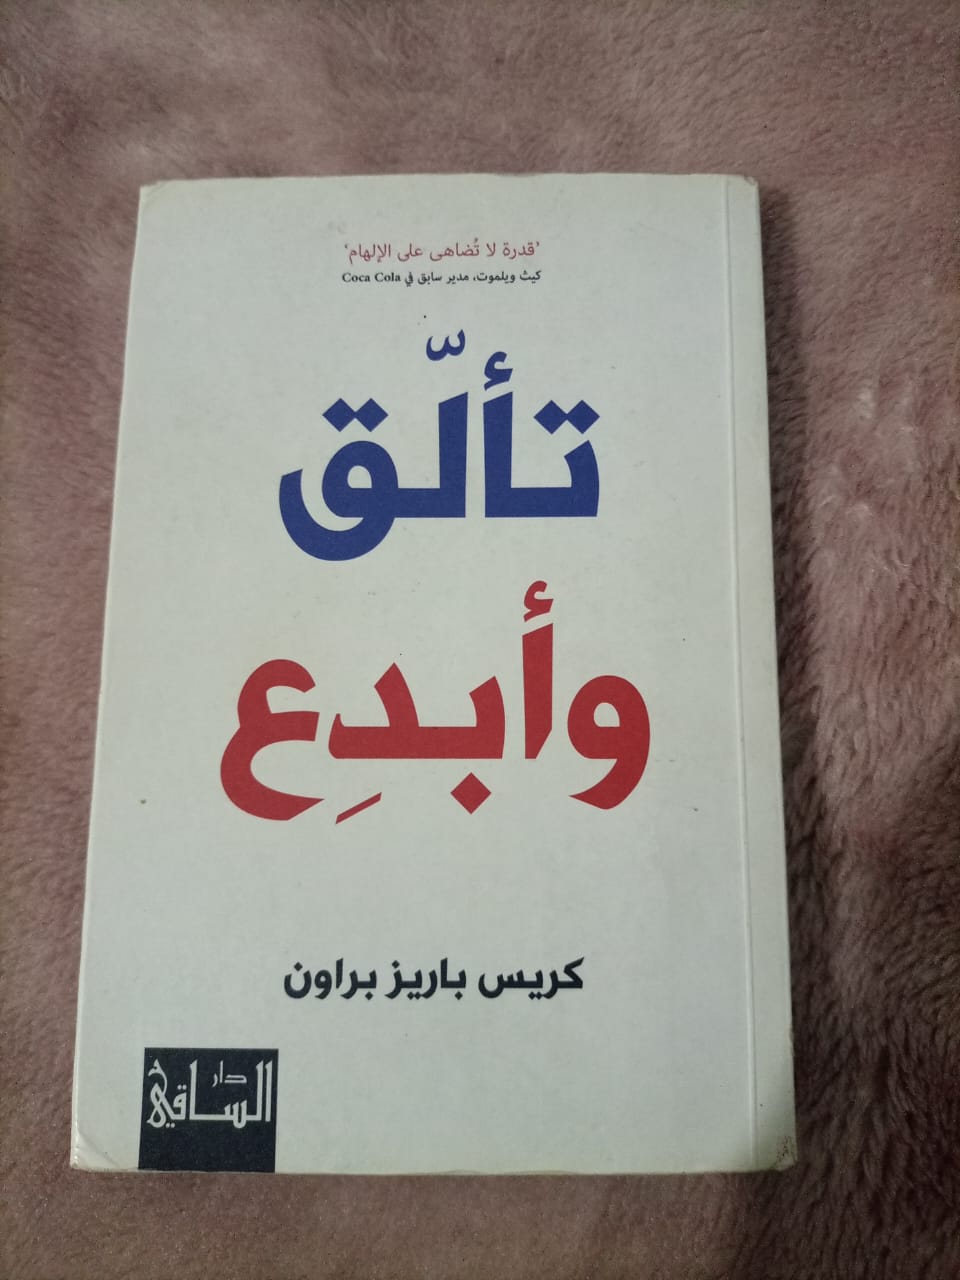 'قدرة لا تُضاهى على الإلهام'
كيث ويلموت، مدير سابق في Coca Cola
تألّق
وأبدِع
كريس باريز براون
دار
الساقي